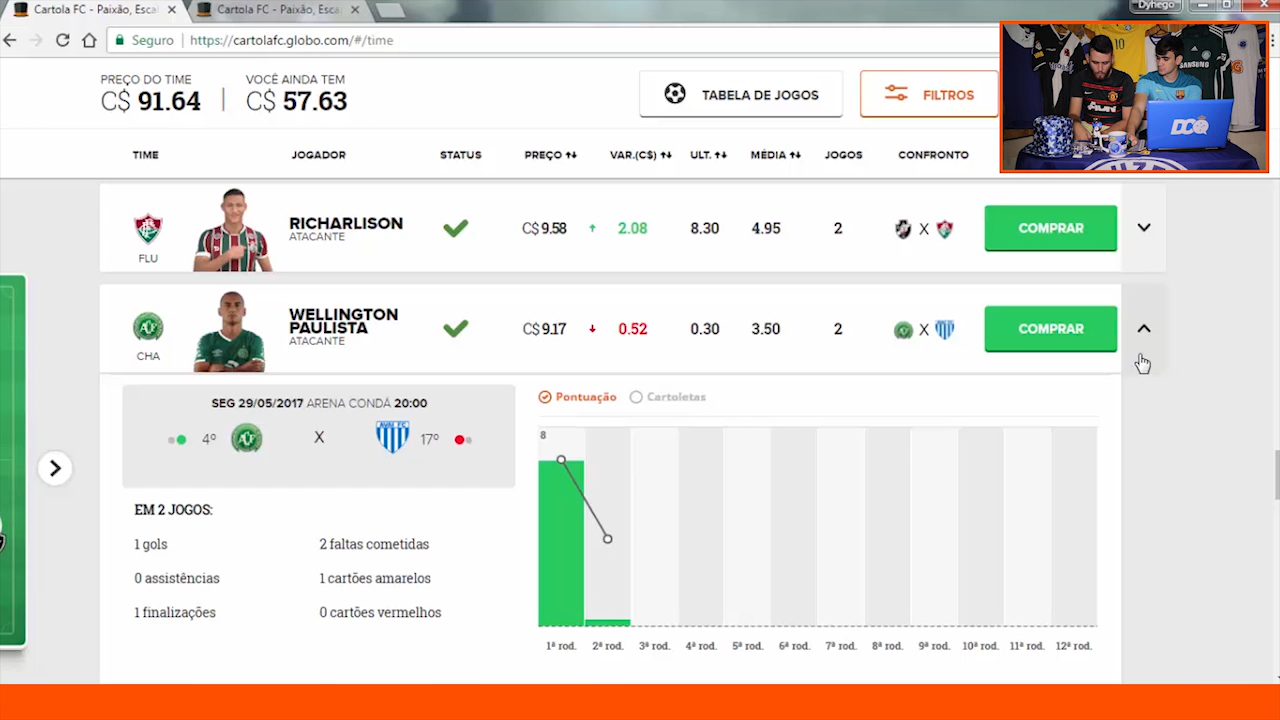 Cartola FC - Paixão, Escal
Cartola FC - Paixão, Escal
Dyhego
Seguro
https://cartolafc.globo.com/#/time
PREÇO DO TIME
C$ 91.64
VOCÊ AINDA TEM
C$ 57.63
TABELA DE JOGOS
FILTROS
TIME JOGADOR STATUS PREÇO VAR.(C$) ULT. MÉDIA JOGOS CONFRONTO
FLU
RICHARLISON
ATACANTE
C$ 9.58 2.08 8.30 4.95 2 X COMPRAR
CHA
WELLINGTON
PAULISTA
ATACANTE
C$ 9.17 0.52 0.30 3.50 2 X COMPRAR
SEG 29/05/2017 ARENA CONDÁ 20:00
4º X 17º
EM 2 JOGOS:
1 gols 2 faltas cometidas
0 assistências 1 cartões amarelos
1 finalizações 0 cartões vermelhos
Pontuação Cartoletas
8
1ª rod. 2ª rod. 3ª rod. 4ª rod. 5ª rod. 6ª rod. 7ª rod. 8ª rod. 9ª rod. 10ª rod. 11ª rod. 12ª rod.
10
SAMSUNG
AON
DCQ